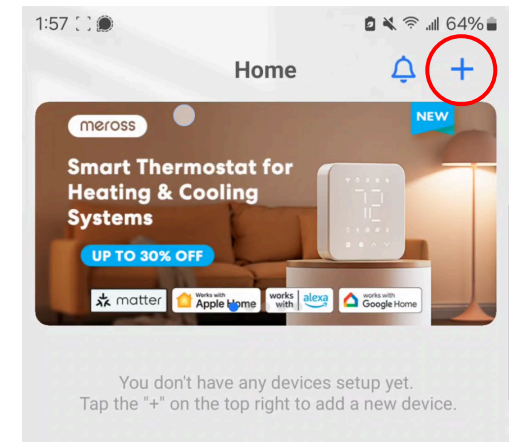 1:57 64%
Home
meross
NEW
Smart Thermostat for
Heating & Cooling
Systems
72
UP TO 30% OFF
matter
Works with
Apple Home
works
with
alexa
works with
Google Home
You don't have any devices setup yet.
Tap the "+" on the top right to add a new device.